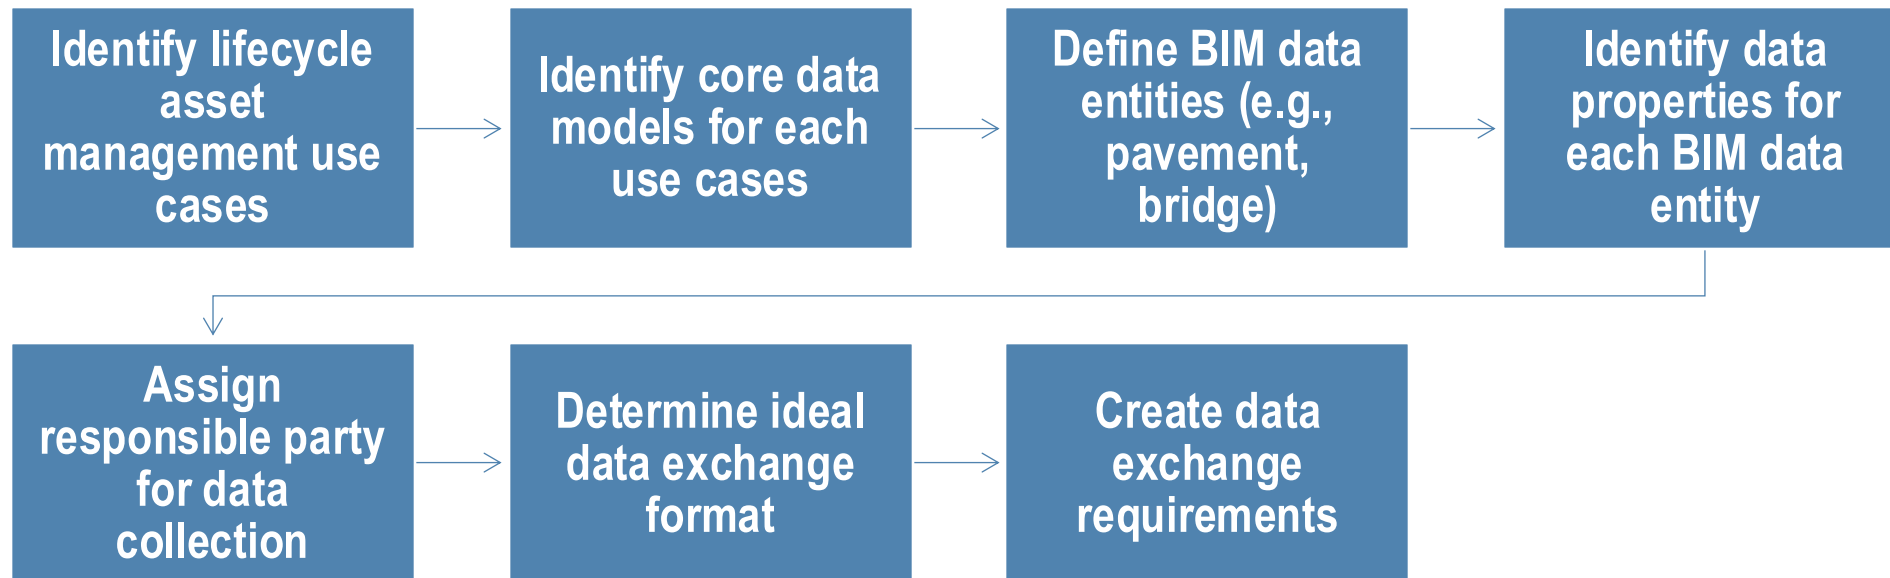 Identify lifecycle
asset
management use
cases
Identify core data
models for each
use cases
Define BIM data
entities (e.g.,
pavement,
bridge)
Identify data
properties for
each BIM data
entity
Assign
responsible party
for data
collection
Determine ideal
data exchange
format
Create data
exchange
requirements